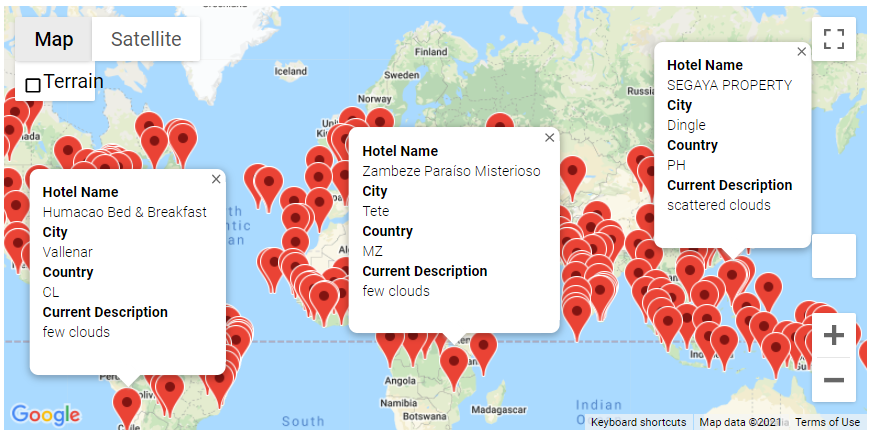 Map
Satellite
Terrain
Iceland
Finland
Sweden
Norway
Hotel Name
SEGAYA PROPERTY
City
Dingle
Country
PH
Current Description
scattered clouds
Hotel Name
Zambeze Paraíso Misterioso
City
Tete
Country
MZ
Current Description
few clouds
Hotel Name
Humacao Bed & Breakfast
City
Vallenar
Country
CL
Current Description
few clouds
Angola
Namibia
Botswana
Madagascar
Indian
South
Google
Keyboard shortcuts
Map data ©2021
Terms of Use